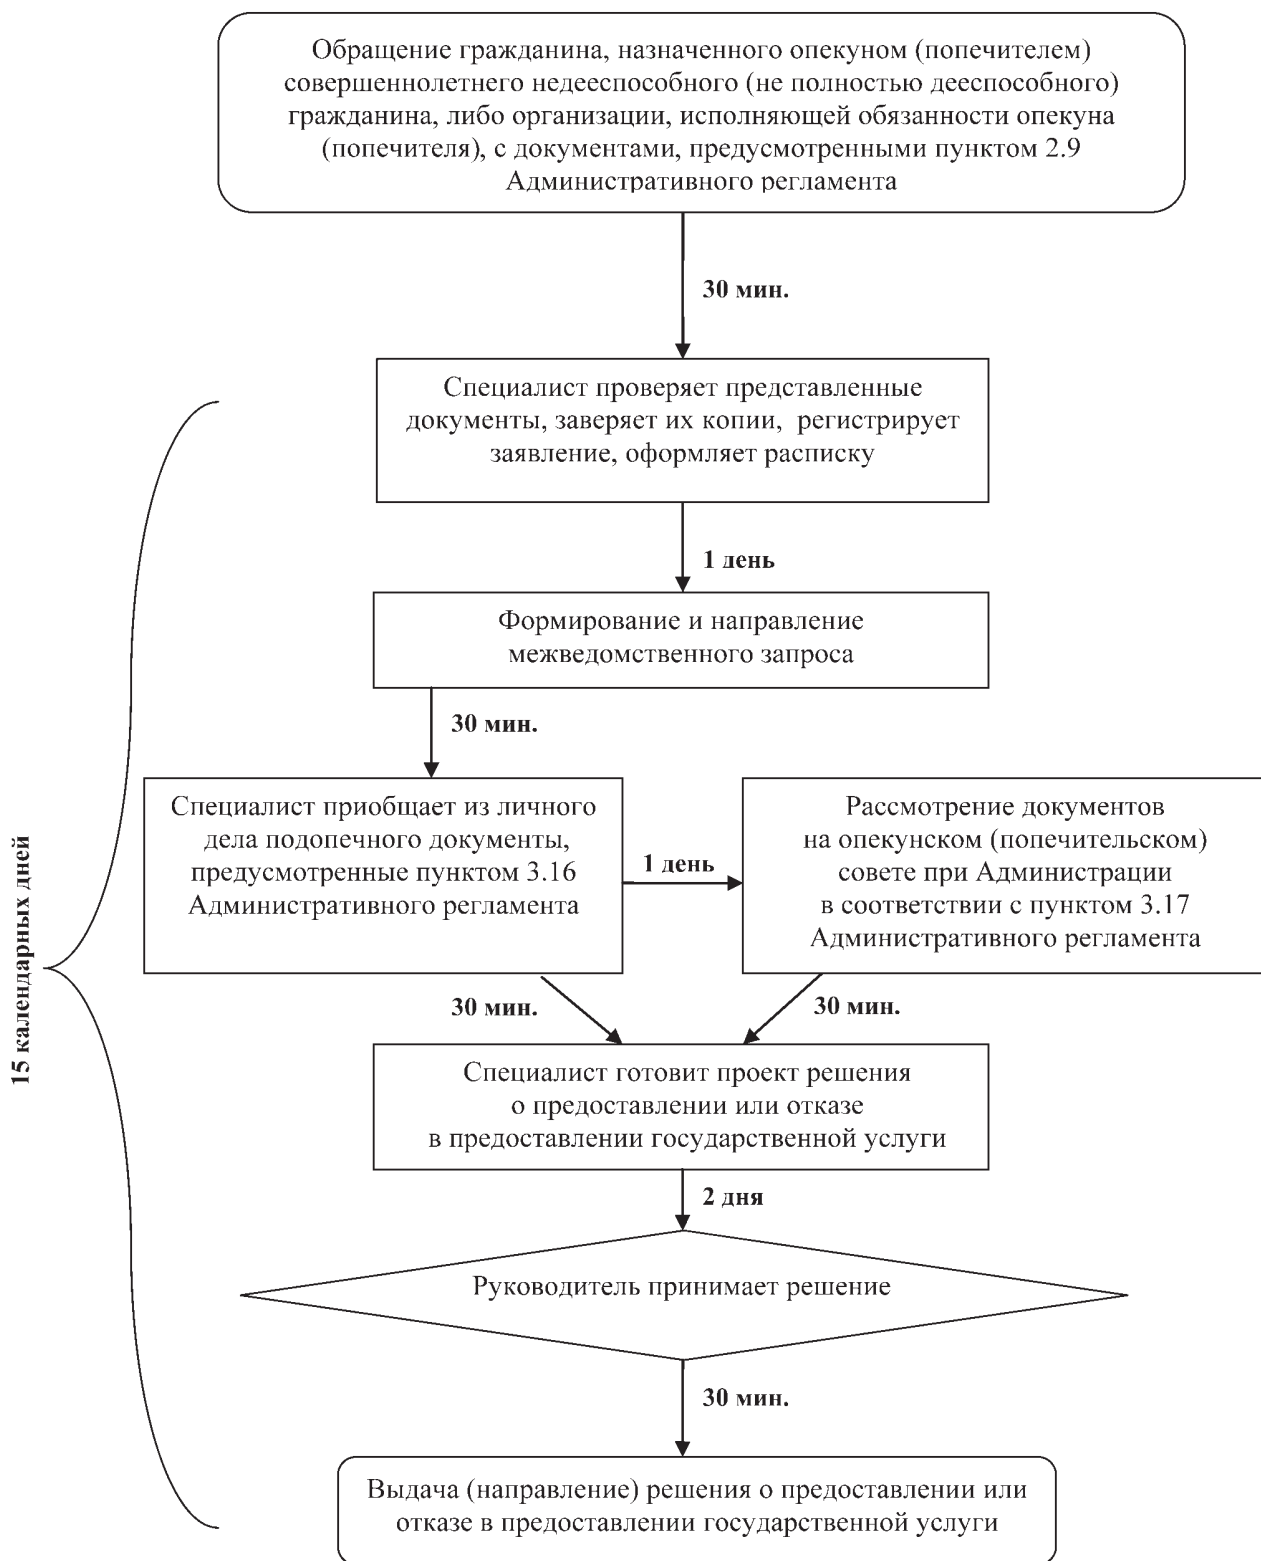 Обращение гражданина, назначенного опекуном (попечителем)
совершеннолетнего недееспособного (не полностью дееспособного)
гражданина, либо организации, исполняющей обязанности опекуна
(попечителя), с документами, предусмотренными пунктом 2.9
Административного регламента
30 мин.
Специалист проверяет представленные
документы, заверяет их копии, регистрирует
заявление, оформляет расписку
1 день
Формирование и направление
межведомственного запроса
30 мин.
Специалист приобщает из личного
дела подопечного документы,
предусмотренные пунктом 3.16
Административного регламента
1 день
Рассмотрение документов
на опекунском (попечительском)
совете при Администрации
в соответствии с пунктом 3.17
Административного регламента
15 календарных дней
30 мин.
30 мин.
Специалист готовит проект решения
о предоставлении или отказе
в предоставлении государственной услуги
2 дня
Руководитель принимает решение
30 мин.
Выдача (направление) решения о предоставлении или
отказе в предоставлении государственной услуги